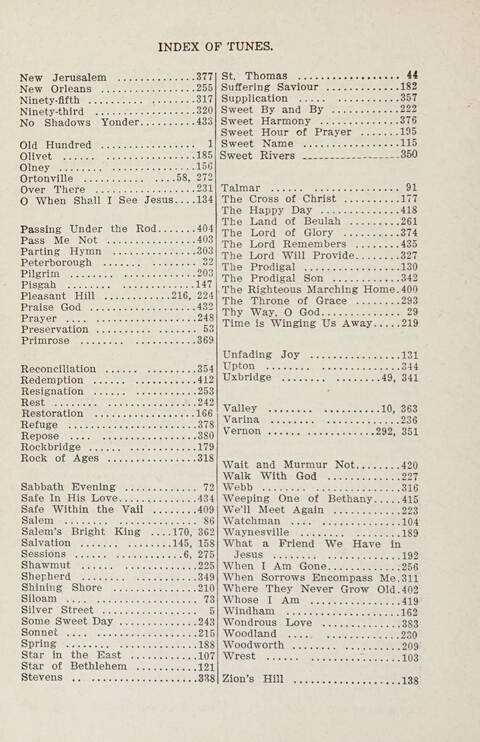 INDEX OF TUNES.
New Jerusalem ..............377
New Orleans ................255
Ninety-fifth ......... .......317
Ninety-third ................320
No Shadows Yonder..........433
Old Hundred ............... 1
Olivet ...... ................185
Olney ........ ..............156
Ortonville ............58, 272
Over There .................231
O When Shall I See Jesus....134
Passing Under the Rod.......404
Pass Me Not ................403
Parting Hymn ..............303
Peterborough ....... ....... 32
Pilgrim ........ .............203
Pisgah ....... ..............147
Pleasant Hill ............216, 224
Praise God .................432
Prayer .... ..................248
Preservation ............... 53
Primrose ........ ...........369
Reconciliation ..............354
Redemption ...... ..........412
Resignation ...... ..........253
Rest ........ ................242
Restoration ................166
Refuge ...... ................378
Repose .... ..................380
Rockbridge ...... ..........179
Rock of Ages ...............318
Sabbath Evening ........... 72
Safe In His Love............434
Safe Within the Vail ........409
Salem ........ .............. 86
Salem's Bright King ....170, 362
Salvation ....... .......145, 158
Sessions ...... ..........6, 275
Shawmut ...... .............225
Shepherd ...................349
Shining Shore ..............210
Siloam .... ................. 73
Silver Street ............... 5
Some Sweet Day ............243
Sonnet .... ..................215
Spring ...... ................188
Star in the East ............107
Star of Bethlehem ..........121
Stevens .. ..................338
St. Thomas ................. 44
Suffering Saviour ...........182
Supplication ..... ...........357
Sweet By and By ...........222
Sweet Harmony .............376
Sweet Hour of Prayer .......195
Sweet Name ................115
Sweet Rivers ................350
Talmar ...... .............. 91
The Cross of Christ .........177
The Happy Day .............418
The Land of Beulah .........261
The Lord of Glory ..........374
The Lord Remembers .......435
The Lord Will Provide.......327
The Prodigal ................130
The Prodigal Son ...........342
The Righteous Marching Home.400
The Throne of Grace ........293
Thy Way, O God............ 29
Time is Winging Us Away.....219
Unfading Joy ...............131
Upton ........ ..............344
Uxbridge ....... ........49, 341
Valley ........ .........10, 363
Varina ........ ..............236
Vernon ...... ..........292, 351
Wait and Murmur Not........420
Walk With God .............227
Webb ........ ..............316
Weeping One of Bethany.....415
We'll Meet Again ...........223
Watchman .... .............104
Waynesville ....... .........189
What a Friend We Have in
Jesus ...... ..............192
When I Am Gone...........256
When Sorrows Encompass Me.311
Where They Never Grow Old.402
Whose I Am ...............419
Windham ..................162
Wondrous Love ............383
Woodland .... ..............230
Woodworth ....... .........209
Wrest ........ ..............103
Zion's Hill ..................138